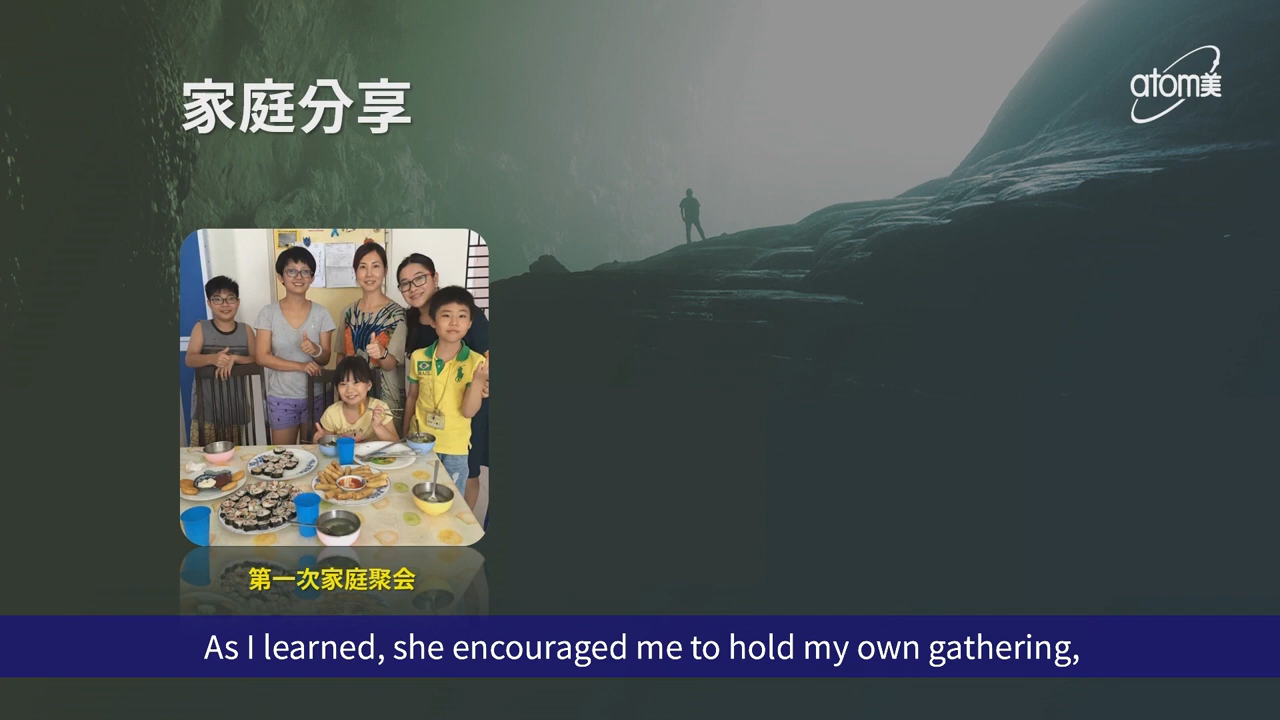 家庭分享
atom美
第一次家庭聚会
As I learned, she encouraged me to hold my own gathering,